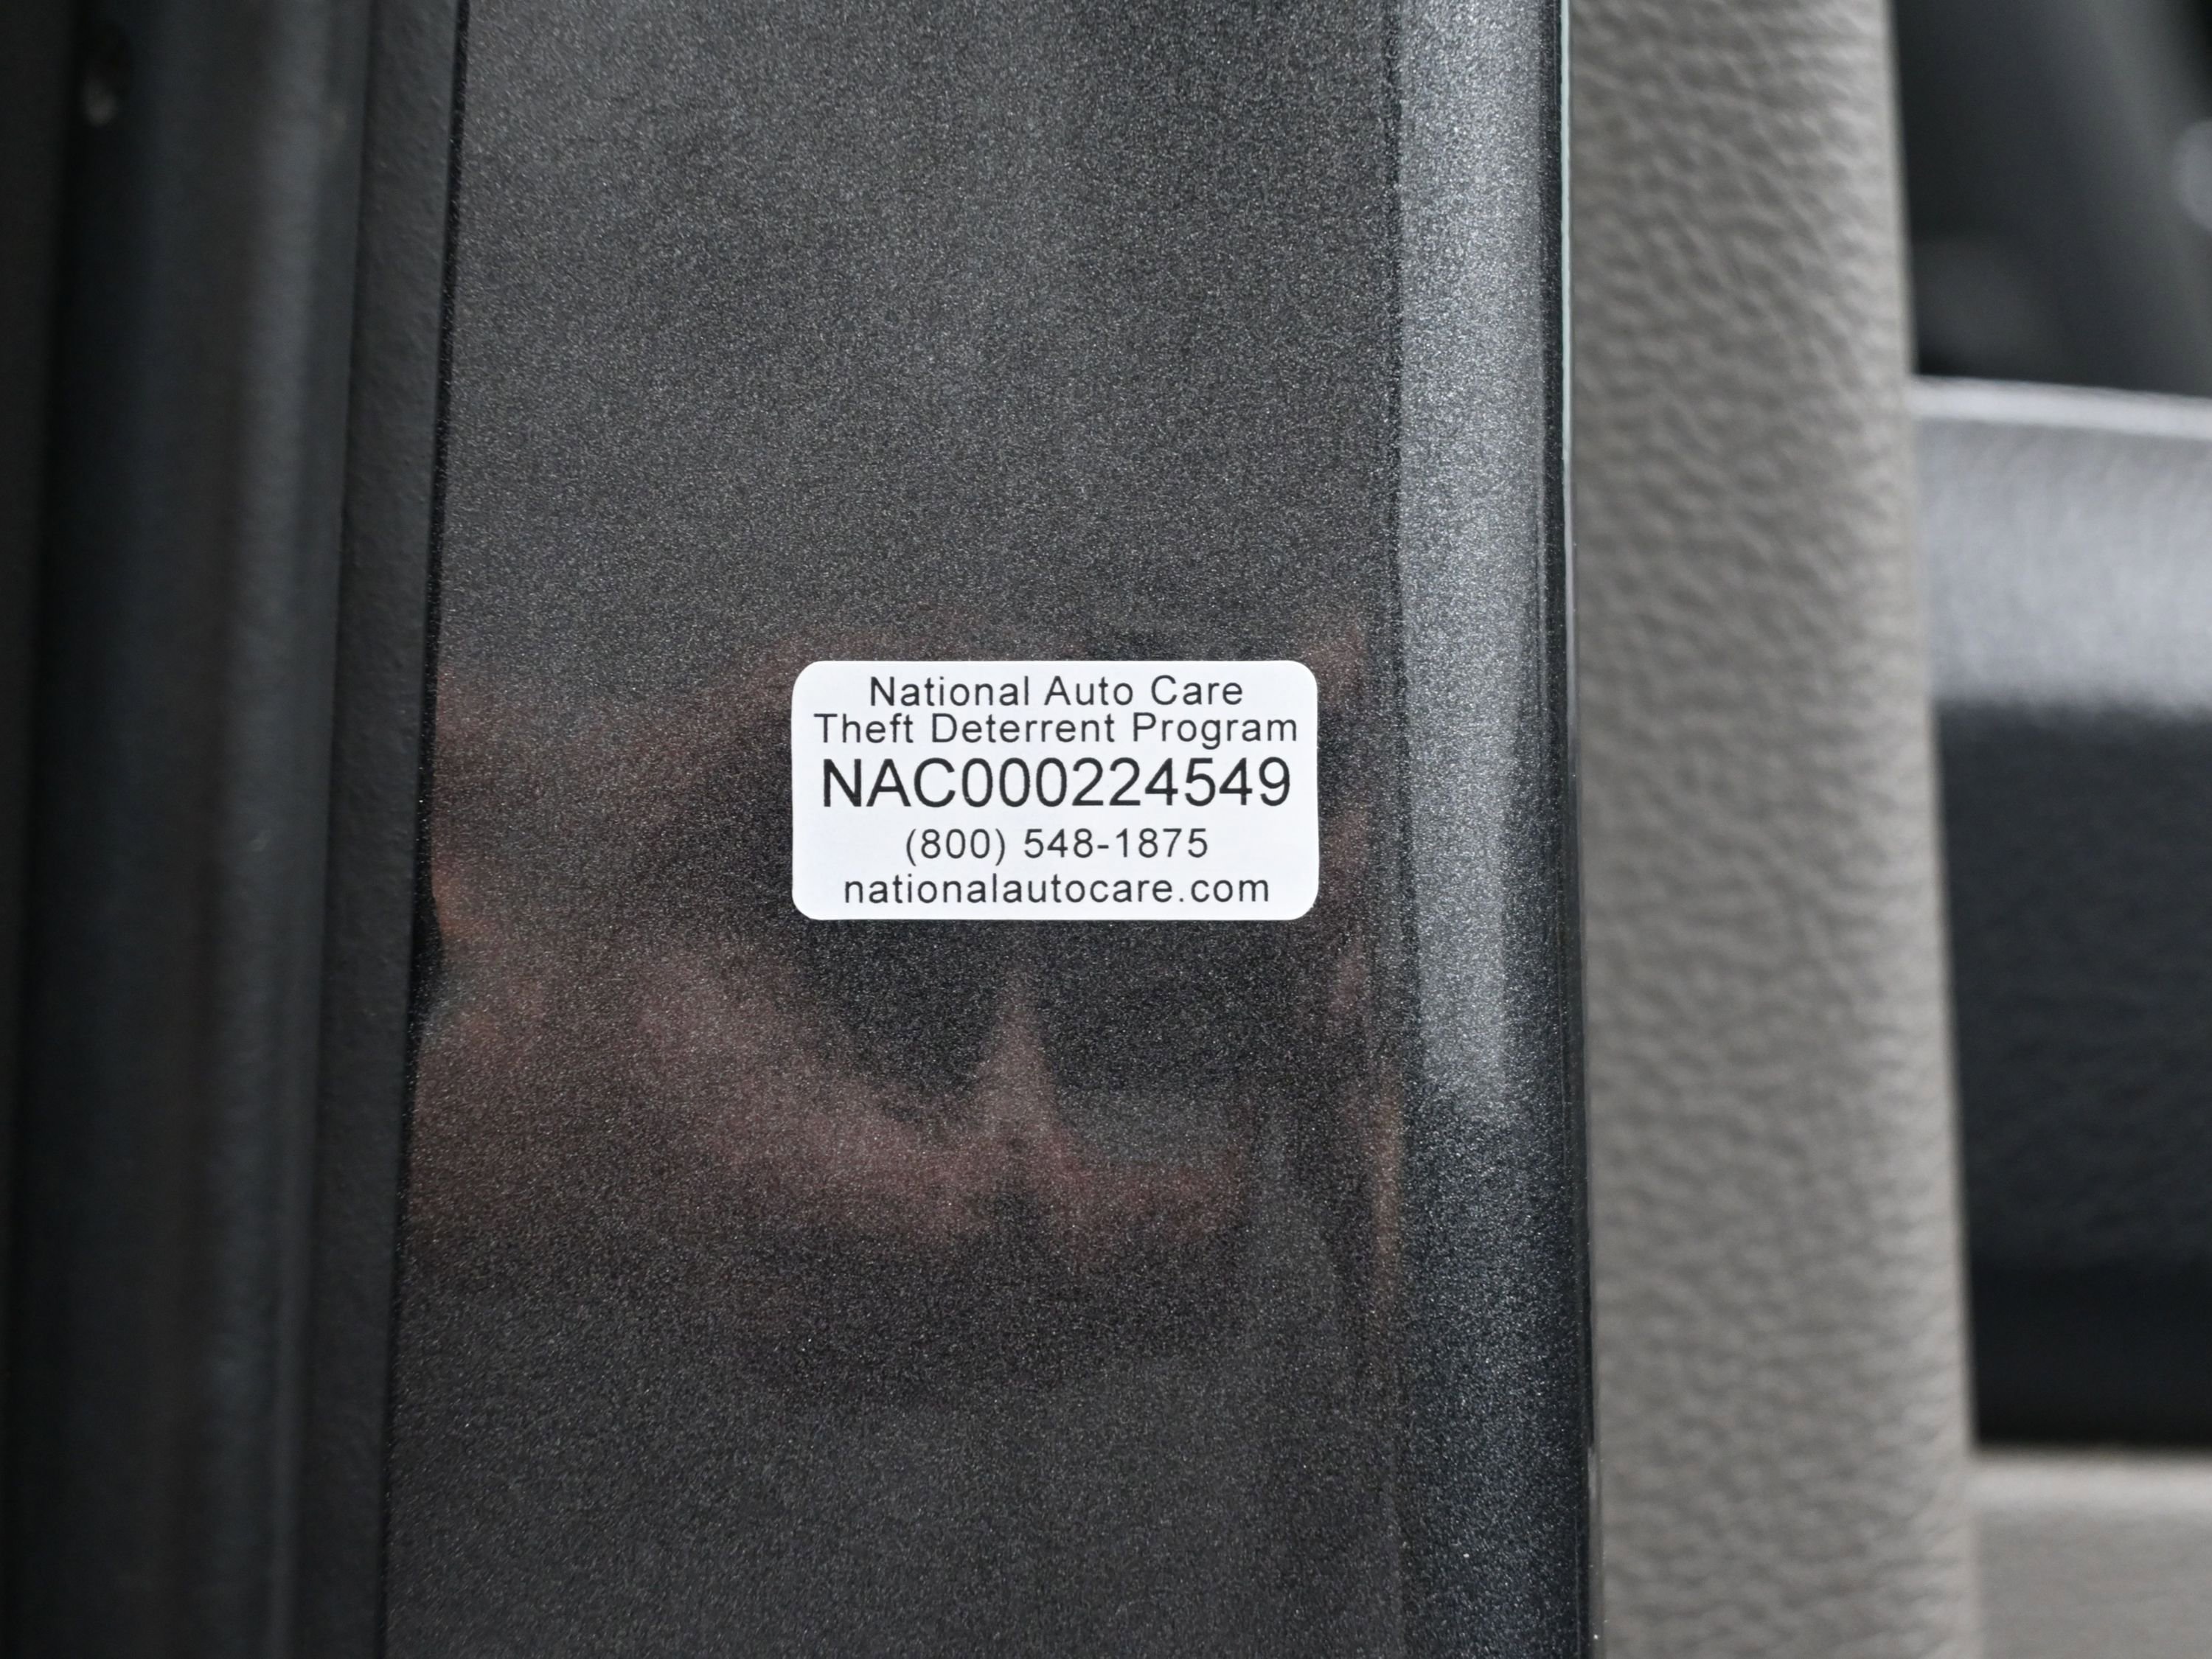 National Auto Care
Theft Deterrent Program
NAC000224549
(800) 548-1875
nationalautocare.com